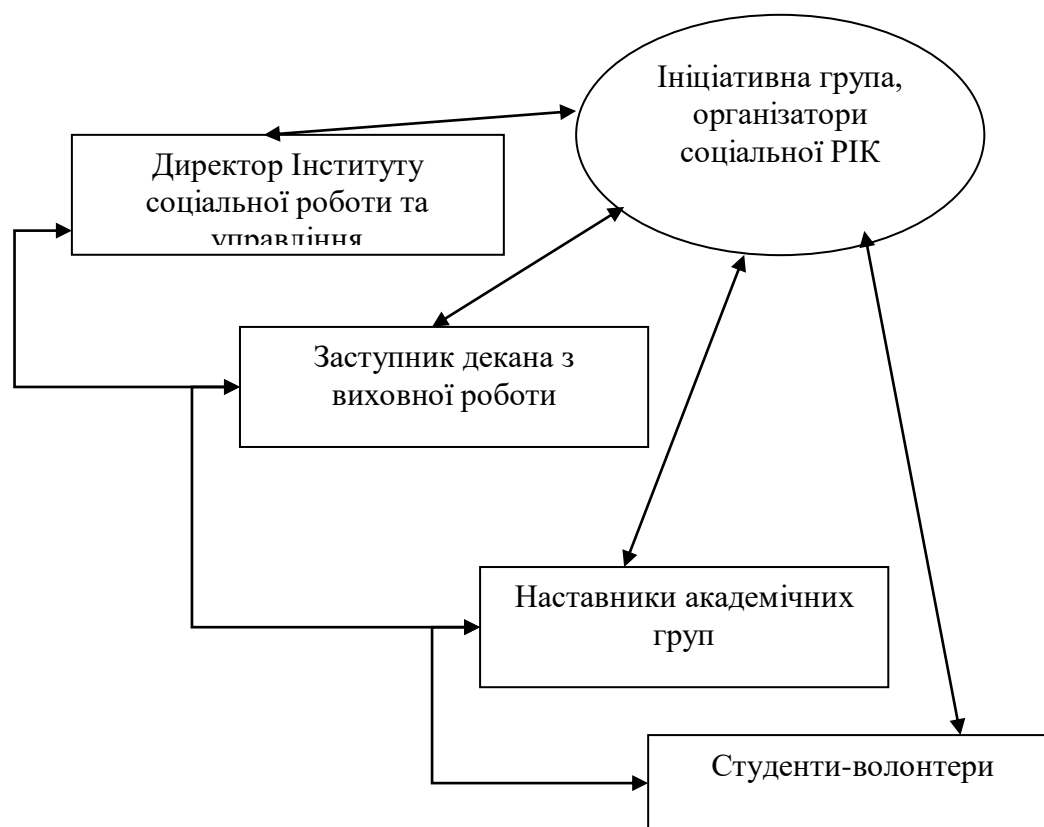 Ініціативна група,
організатори
соціальної РІК
Директор Інституту
соціальної роботи та
управління
Заступник декана з
виховної роботи
Наставники академічних
груп
Студенти-волонтери